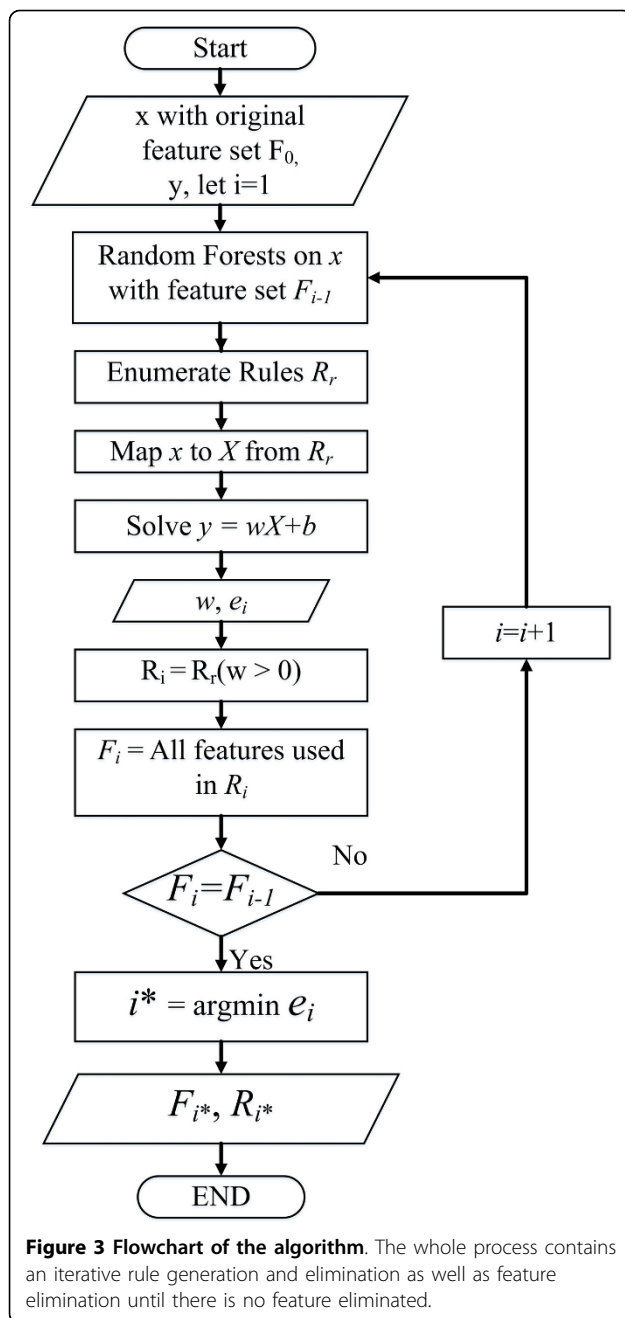 Start
x with original
feature set F₀,
y, let i=1
Random Forests on x
with feature set Fᵢ₋₁
Enumerate Rules Rᵣ
Map x to X from Rᵣ
Solve y = wX+b
w, eᵢ
Rᵢ = Rᵣ(w > 0)
Fᵢ = All features used
in Rᵢ
Fᵢ=Fᵢ₋₁
No
i=i+1
Yes
i* = argmin eᵢ
Fᵢ*, Rᵢ*
END
Figure 3 Flowchart of the algorithm. The whole process contains
an iterative rule generation and elimination as well as feature
elimination until there is no feature eliminated.